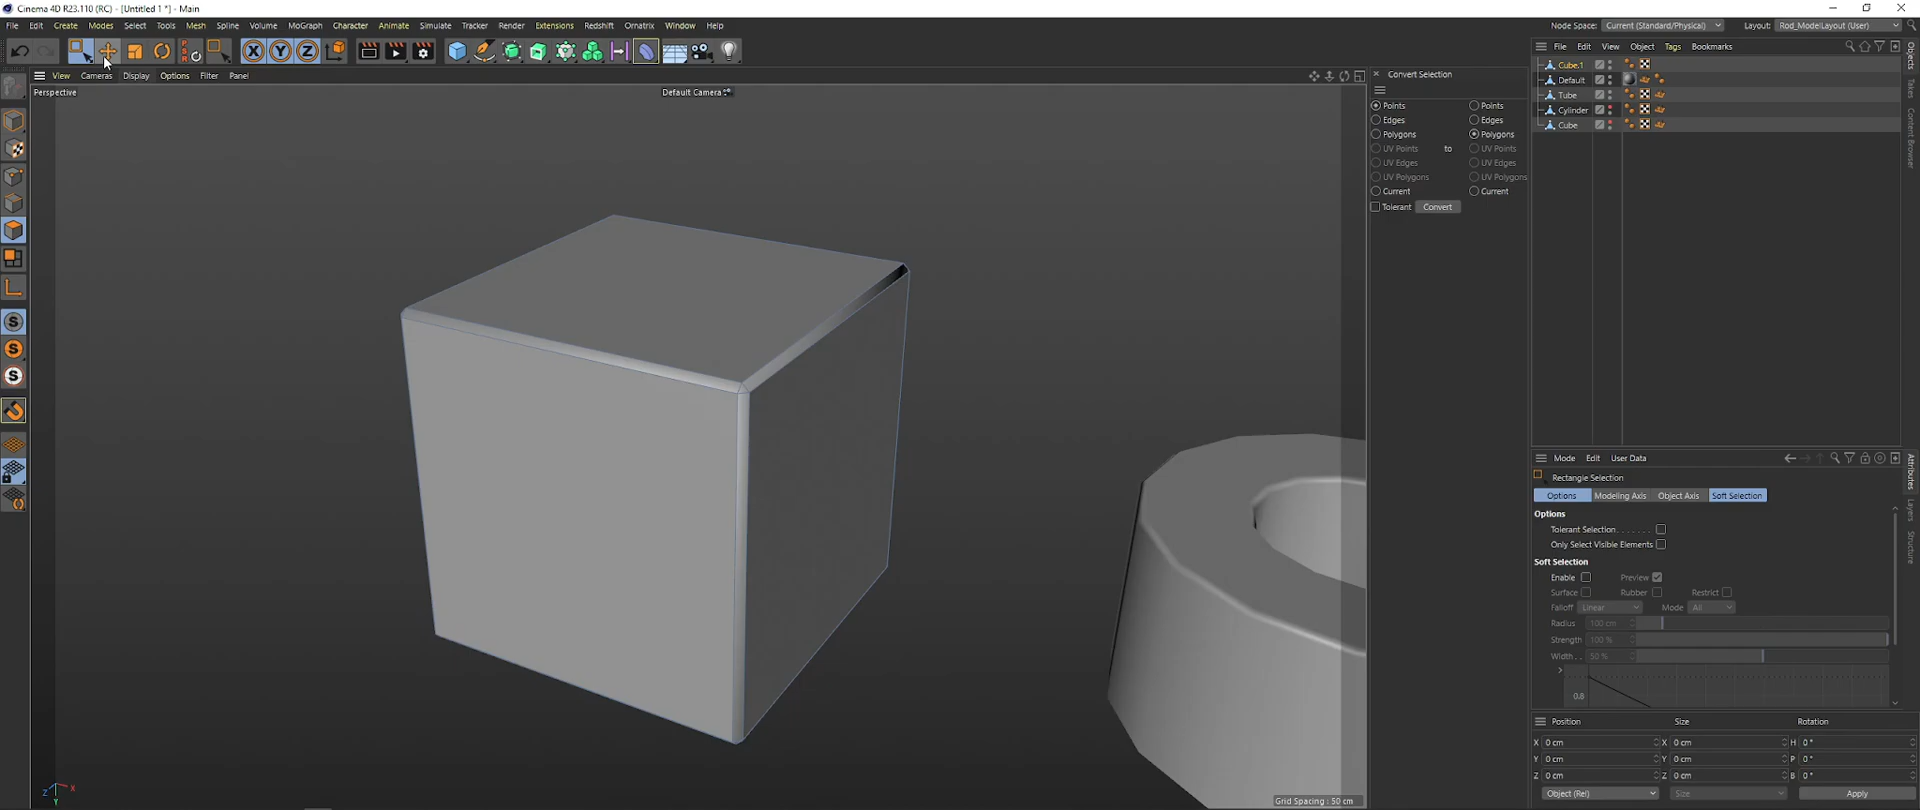 Cinema 4D R23.110 (RC) - [Untitled 1 *] - Main
File Edit Create Modes Select Tools Mesh Spline Volume MoGraph Character Animate Simulate Tracker Render Extensions Redshift Ornatrix Window Help
Node Space: Current (Standard/Physical) Layout: Rod_ModelLayout (User)
X Y Z
P S R
View Cameras Display Options Filter Panel
Perspective
Default Camera
Grid Spacing : 50 cm
Z X Y
S
S
S
Convert Selection
Points Points
Edges Edges
Polygons Polygons
UV Points to UV Points
UV Edges UV Edges
UV Polygons UV Polygons
Current Current
Tolerant Convert
File Edit View Object Tags Bookmarks
Cube.1
Default
Tube
Cylinder
Cube
Objects
Takes
Content Browser
Mode Edit User Data
Rectangle Selection
Options Modeling Axis Object Axis Soft Selection
Options
Tolerant Selection . . . . . . .
Only Select Visible Elements
Soft Selection
Enable Preview
Surface Rubber Restrict
Falloff Linear Mode All
Radius 100 cm
Strength 100 %
Width . . 50 %
0.8
Attributes
Layers
Structure
Position Size Rotation
X 0 cm X 0 cm H 0 °
Y 0 cm Y 0 cm P 0 °
Z 0 cm Z 0 cm B 0 °
Object (Rel) Size Apply